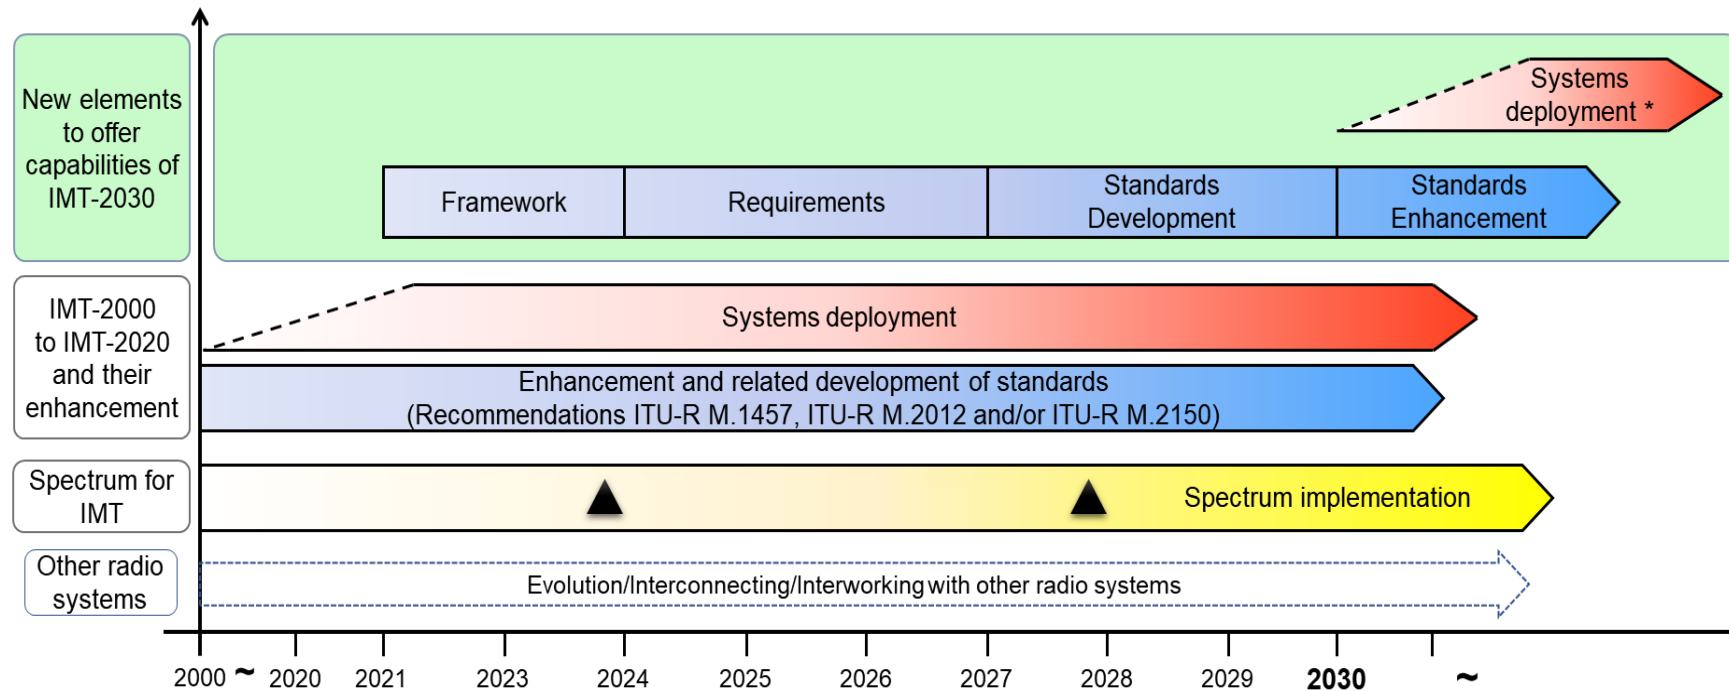 New elements
to offer
capabilities of
IMT-2030
Systems
deployment *
Framework
Requirements
Standards
Development
Standards
Enhancement
IMT-2000
to IMT-2020
and their
enhancement
Systems deployment
Enhancement and related development of standards
(Recommendations ITU-R M.1457, ITU-R M.2012 and/or ITU-R M.2150)
Spectrum for
IMT
Spectrum implementation
Other radio
systems
Evolution/Interconnecting/Interworking with other radio systems
2000 ~ 2020 2021 2023 2024 2025 2026 2027 2028 2029 2030 ~